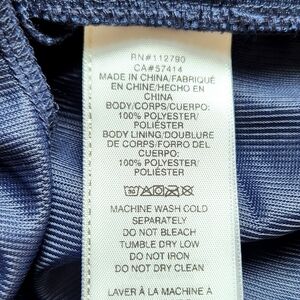 RN#112790
CA#57414
MADE IN CHINA/FABRIQUÉ
EN CHINE/HECHO EN
CHINA
BODY/CORPS/CUERPO:
100% POLYESTER/
POLIÉSTER
BODY LINING/DOUBLURE
DE CORPS/FORRO DEL
CUERPO:
100% POLYESTER/
POLIÉSTER
MACHINE WASH COLD
SEPARATELY
DO NOT BLEACH
TUMBLE DRY LOW
DO NOT IRON
DO NOT DRY CLEAN
LAVER À LA MACHINE A